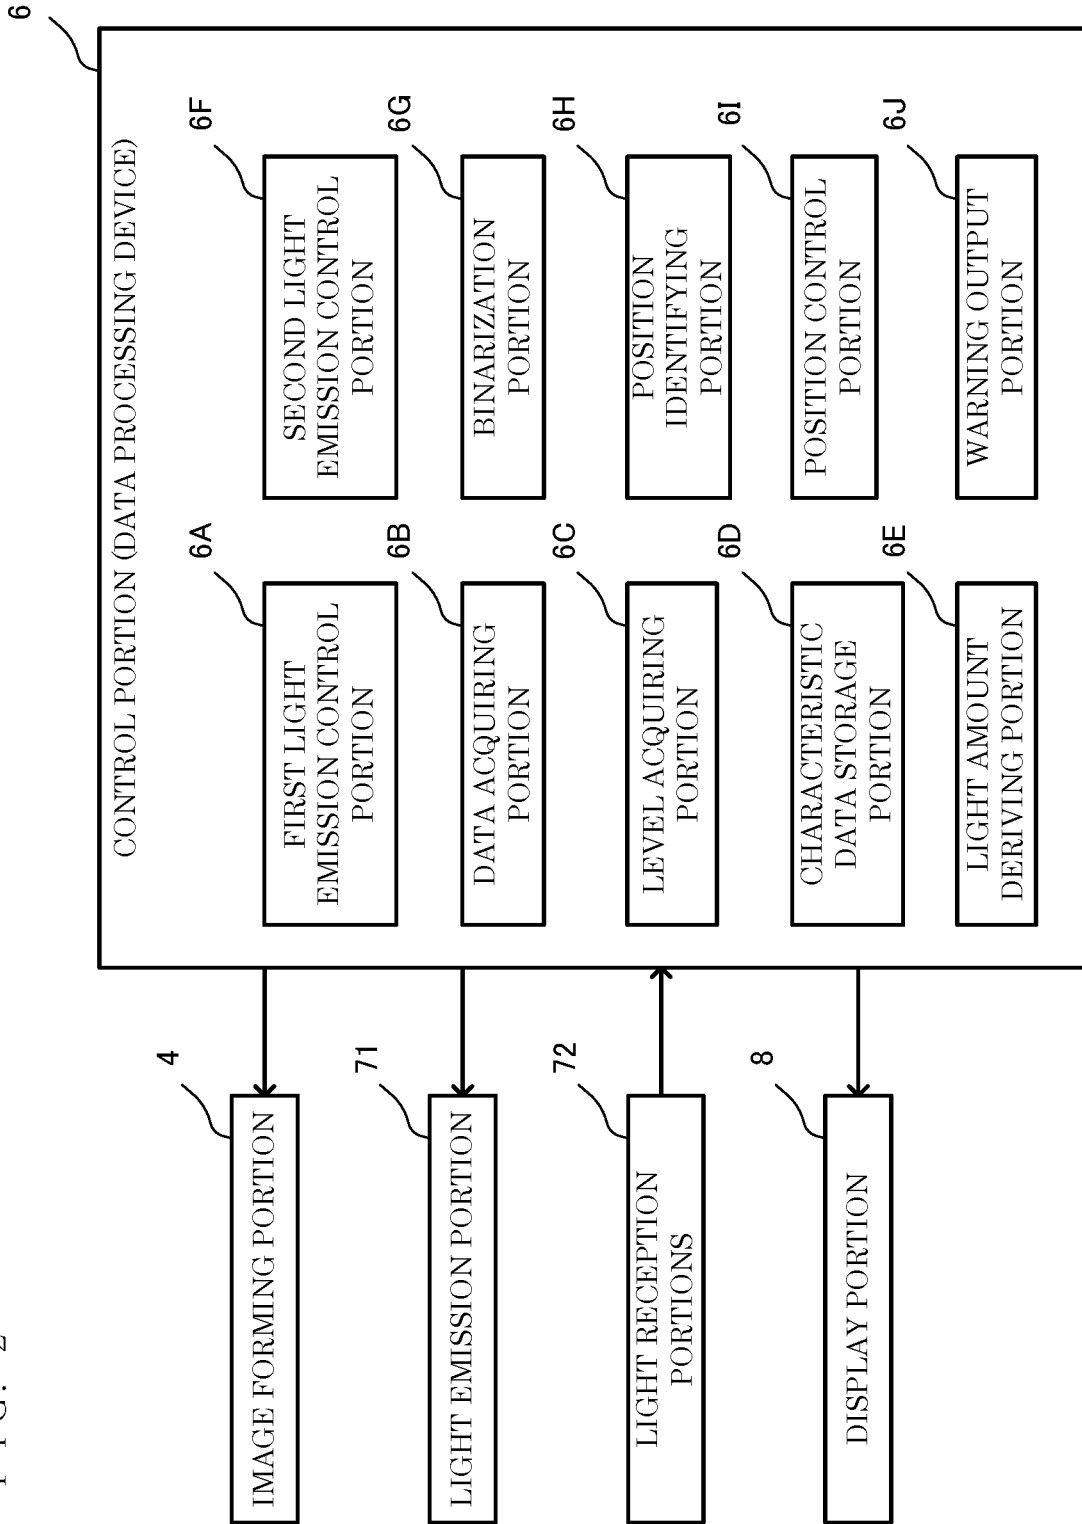 FIG. 2
6
CONTROL PORTION (DATA PROCESSING DEVICE)
4
IMAGE FORMING PORTION
71
LIGHT EMISSION PORTION
72
LIGHT RECEPTION
PORTIONS
8
DISPLAY PORTION
6A
FIRST LIGHT
EMISSION CONTROL
PORTION
6B
DATA ACQUIRING
PORTION
6C
LEVEL ACQUIRING
PORTION
6D
CHARACTERISTIC
DATA STORAGE
PORTION
6E
LIGHT AMOUNT
DERIVING PORTION
6F
SECOND LIGHT
EMISSION CONTROL
PORTION
6G
BINARIZATION
PORTION
6H
POSITION
IDENTIFYING
PORTION
6I
POSITION CONTROL
PORTION
6J
WARNING OUTPUT
PORTION